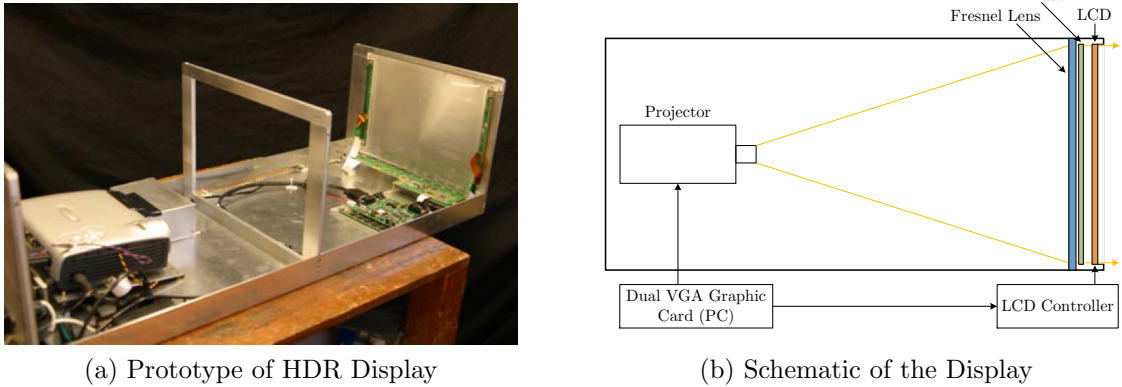 LCD
Fresnel Lens
Projector
Dual VGA Graphic
Card (PC)
LCD Controller
(a) Prototype of HDR Display
(b) Schematic of the Display